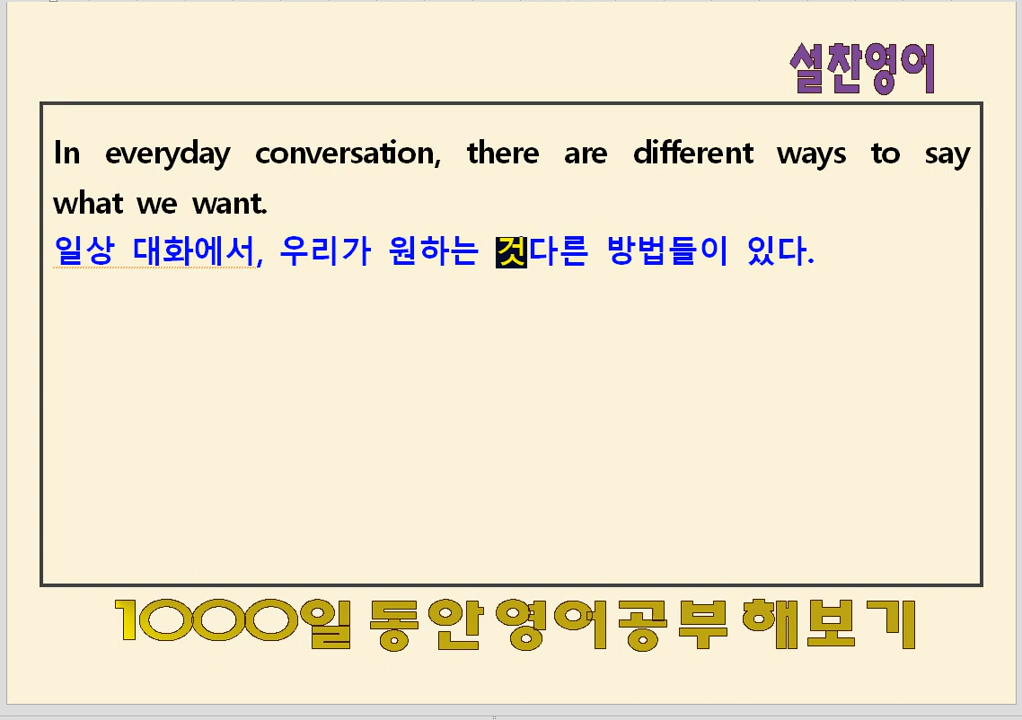 설찬영어
In everyday conversation, there are different ways to say
what we want.
일상 대화에서, 우리가 원하는 것다른 방법들이 있다.
1000일 동안 영어 공부 해보기